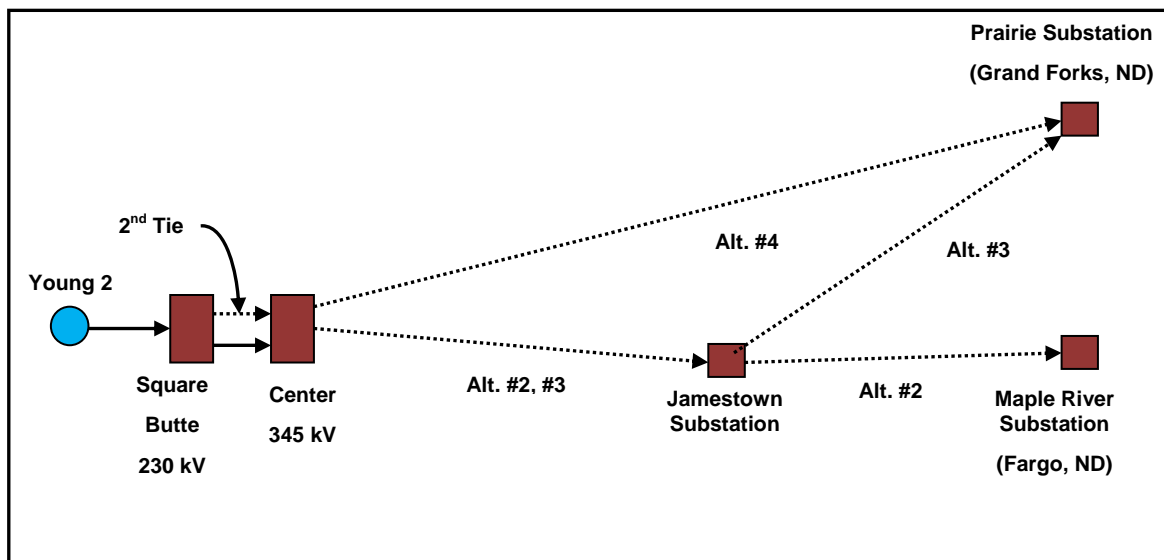 Prairie Substation
(Grand Forks, ND)
2nd Tie
Alt. #4
Alt. #3
Young 2
Square
Butte
230 kV
Center
345 kV
Alt. #2, #3
Jamestown
Substation
Alt. #2
Maple River
Substation
(Fargo, ND)